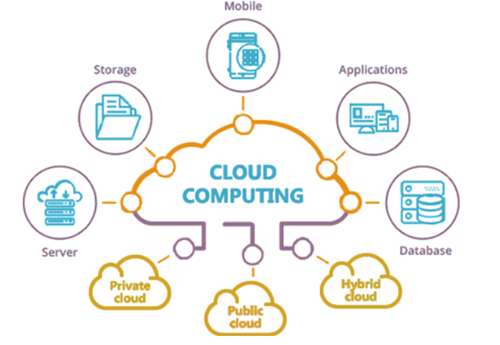 Mobile
Storage
Applications
CLOUD
COMPUTING
Server
Database
Private
cloud
Public
cloud
Hybrid
cloud